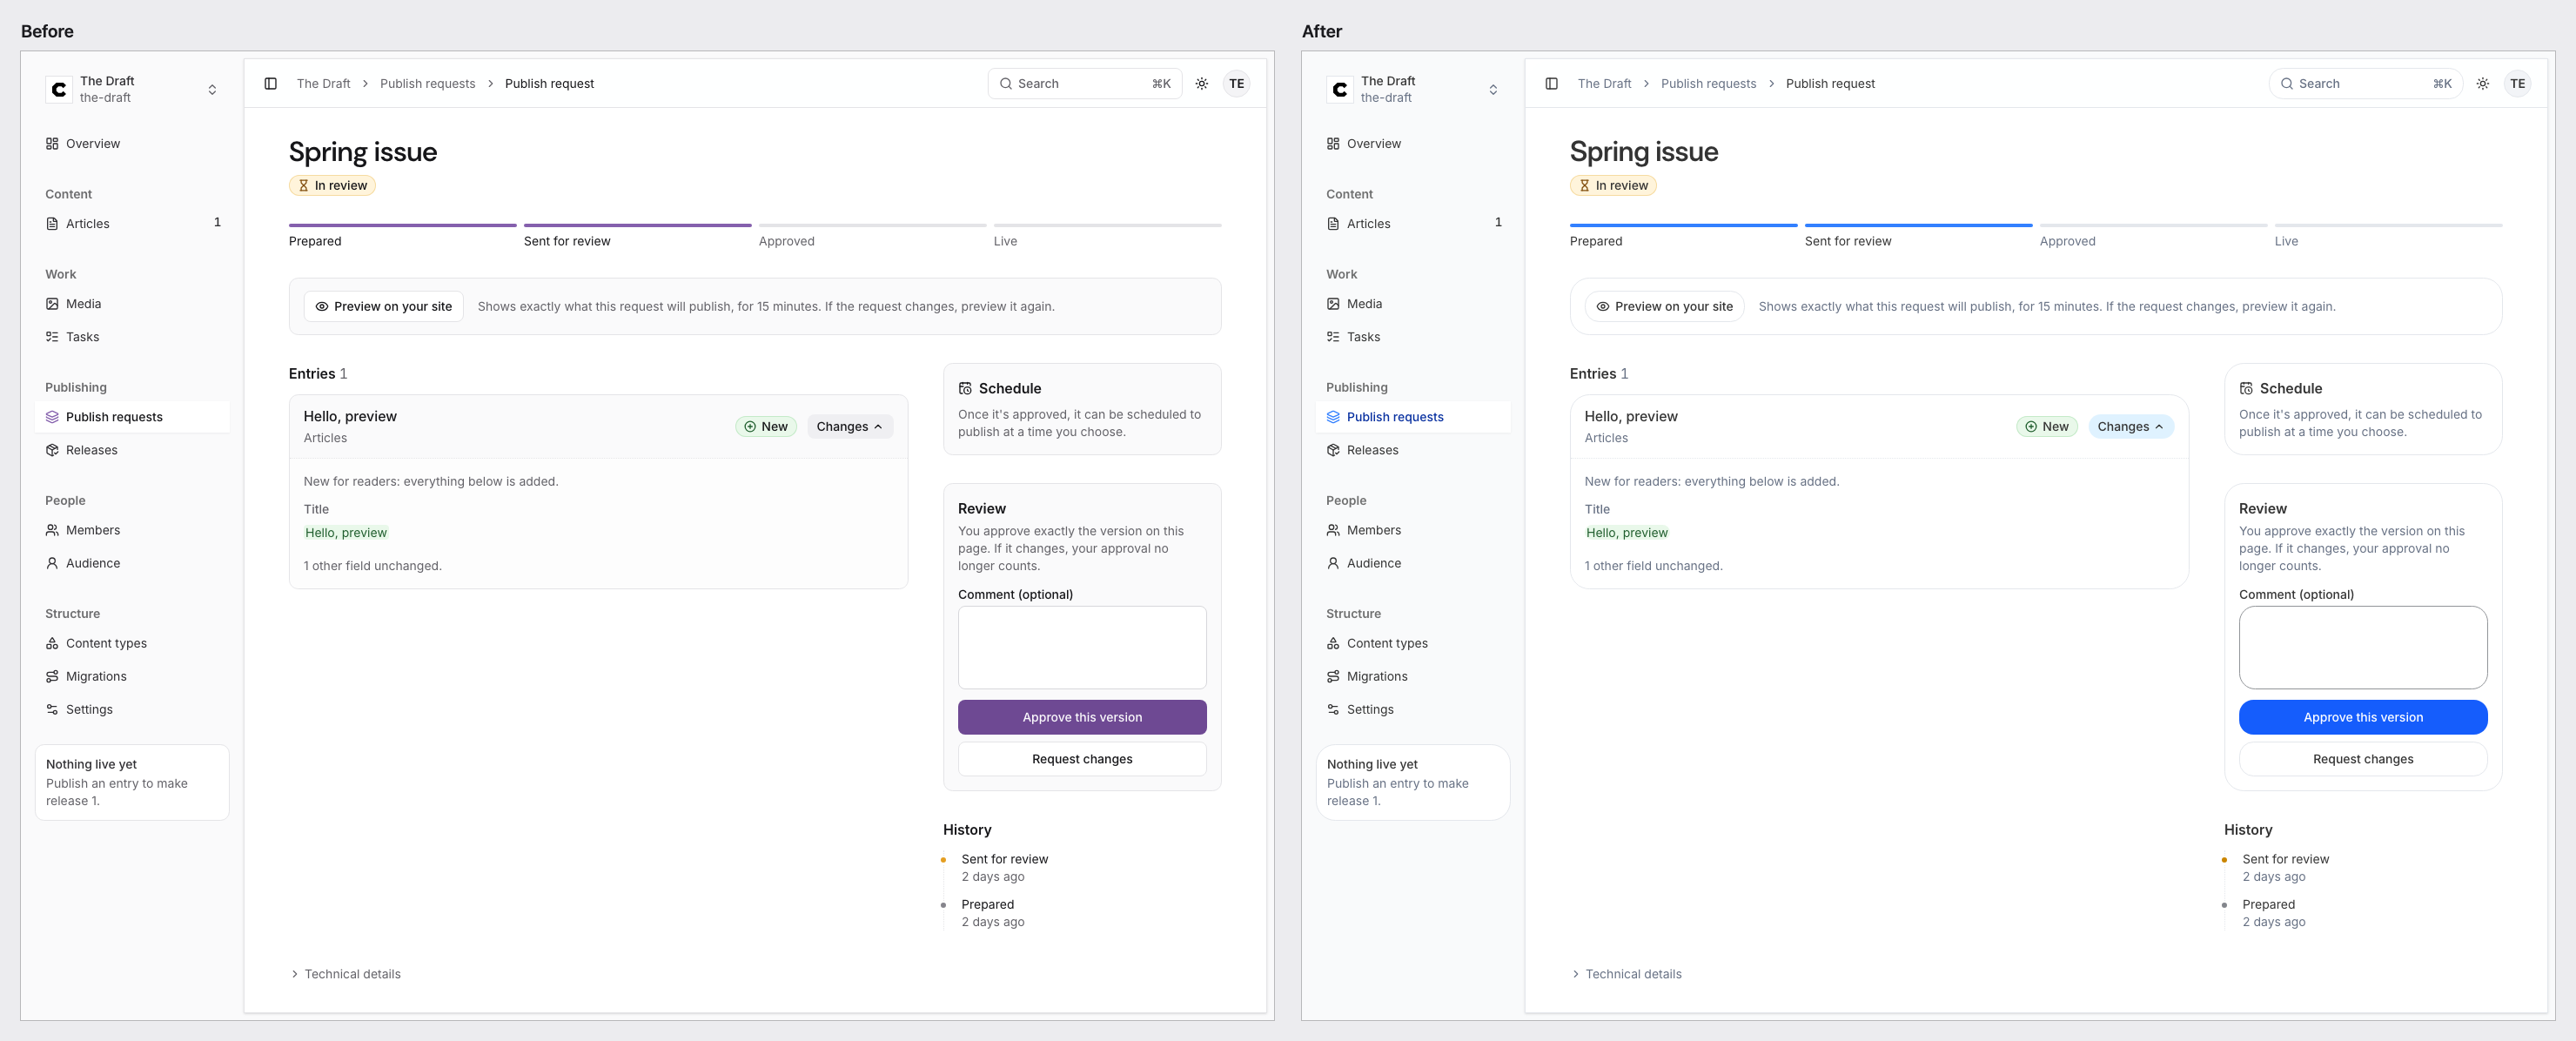 Before
The Draft
the-draft
Overview
Content
Articles 1
Work
Media
Tasks
Publishing
Publish requests
Releases
People
Members
Audience
Structure
Content types
Migrations
Settings
Nothing live yet
Publish an entry to make
release 1.
The Draft > Publish requests > Publish request
Search ⌘K
TE
Spring issue
In review
Prepared
Sent for review
Approved
Live
Preview on your site
Shows exactly what this request will publish, for 15 minutes. If the request changes, preview it again.
Entries 1
Hello, preview
Articles
New
Changes
New for readers: everything below is added.
Title
Hello, preview
1 other field unchanged.
Schedule
Once it's approved, it can be scheduled to
publish at a time you choose.
Review
You approve exactly the version on this
page. If it changes, your approval no
longer counts.
Comment (optional)
Approve this version
Request changes
History
Sent for review
2 days ago
Prepared
2 days ago
Technical details
After
The Draft
the-draft
Overview
Content
Articles 1
Work
Media
Tasks
Publishing
Publish requests
Releases
People
Members
Audience
Structure
Content types
Migrations
Settings
Nothing live yet
Publish an entry to make
release 1.
The Draft > Publish requests > Publish request
Search ⌘K
TE
Spring issue
In review
Prepared
Sent for review
Approved
Live
Preview on your site
Shows exactly what this request will publish, for 15 minutes. If the request changes, preview it again.
Entries 1
Hello, preview
Articles
New
Changes
New for readers: everything below is added.
Title
Hello, preview
1 other field unchanged.
Schedule
Once it's approved, it can be scheduled to
publish at a time you choose.
Review
You approve exactly the version on this
page. If it changes, your approval no
longer counts.
Comment (optional)
Approve this version
Request changes
History
Sent for review
2 days ago
Prepared
2 days ago
Technical details